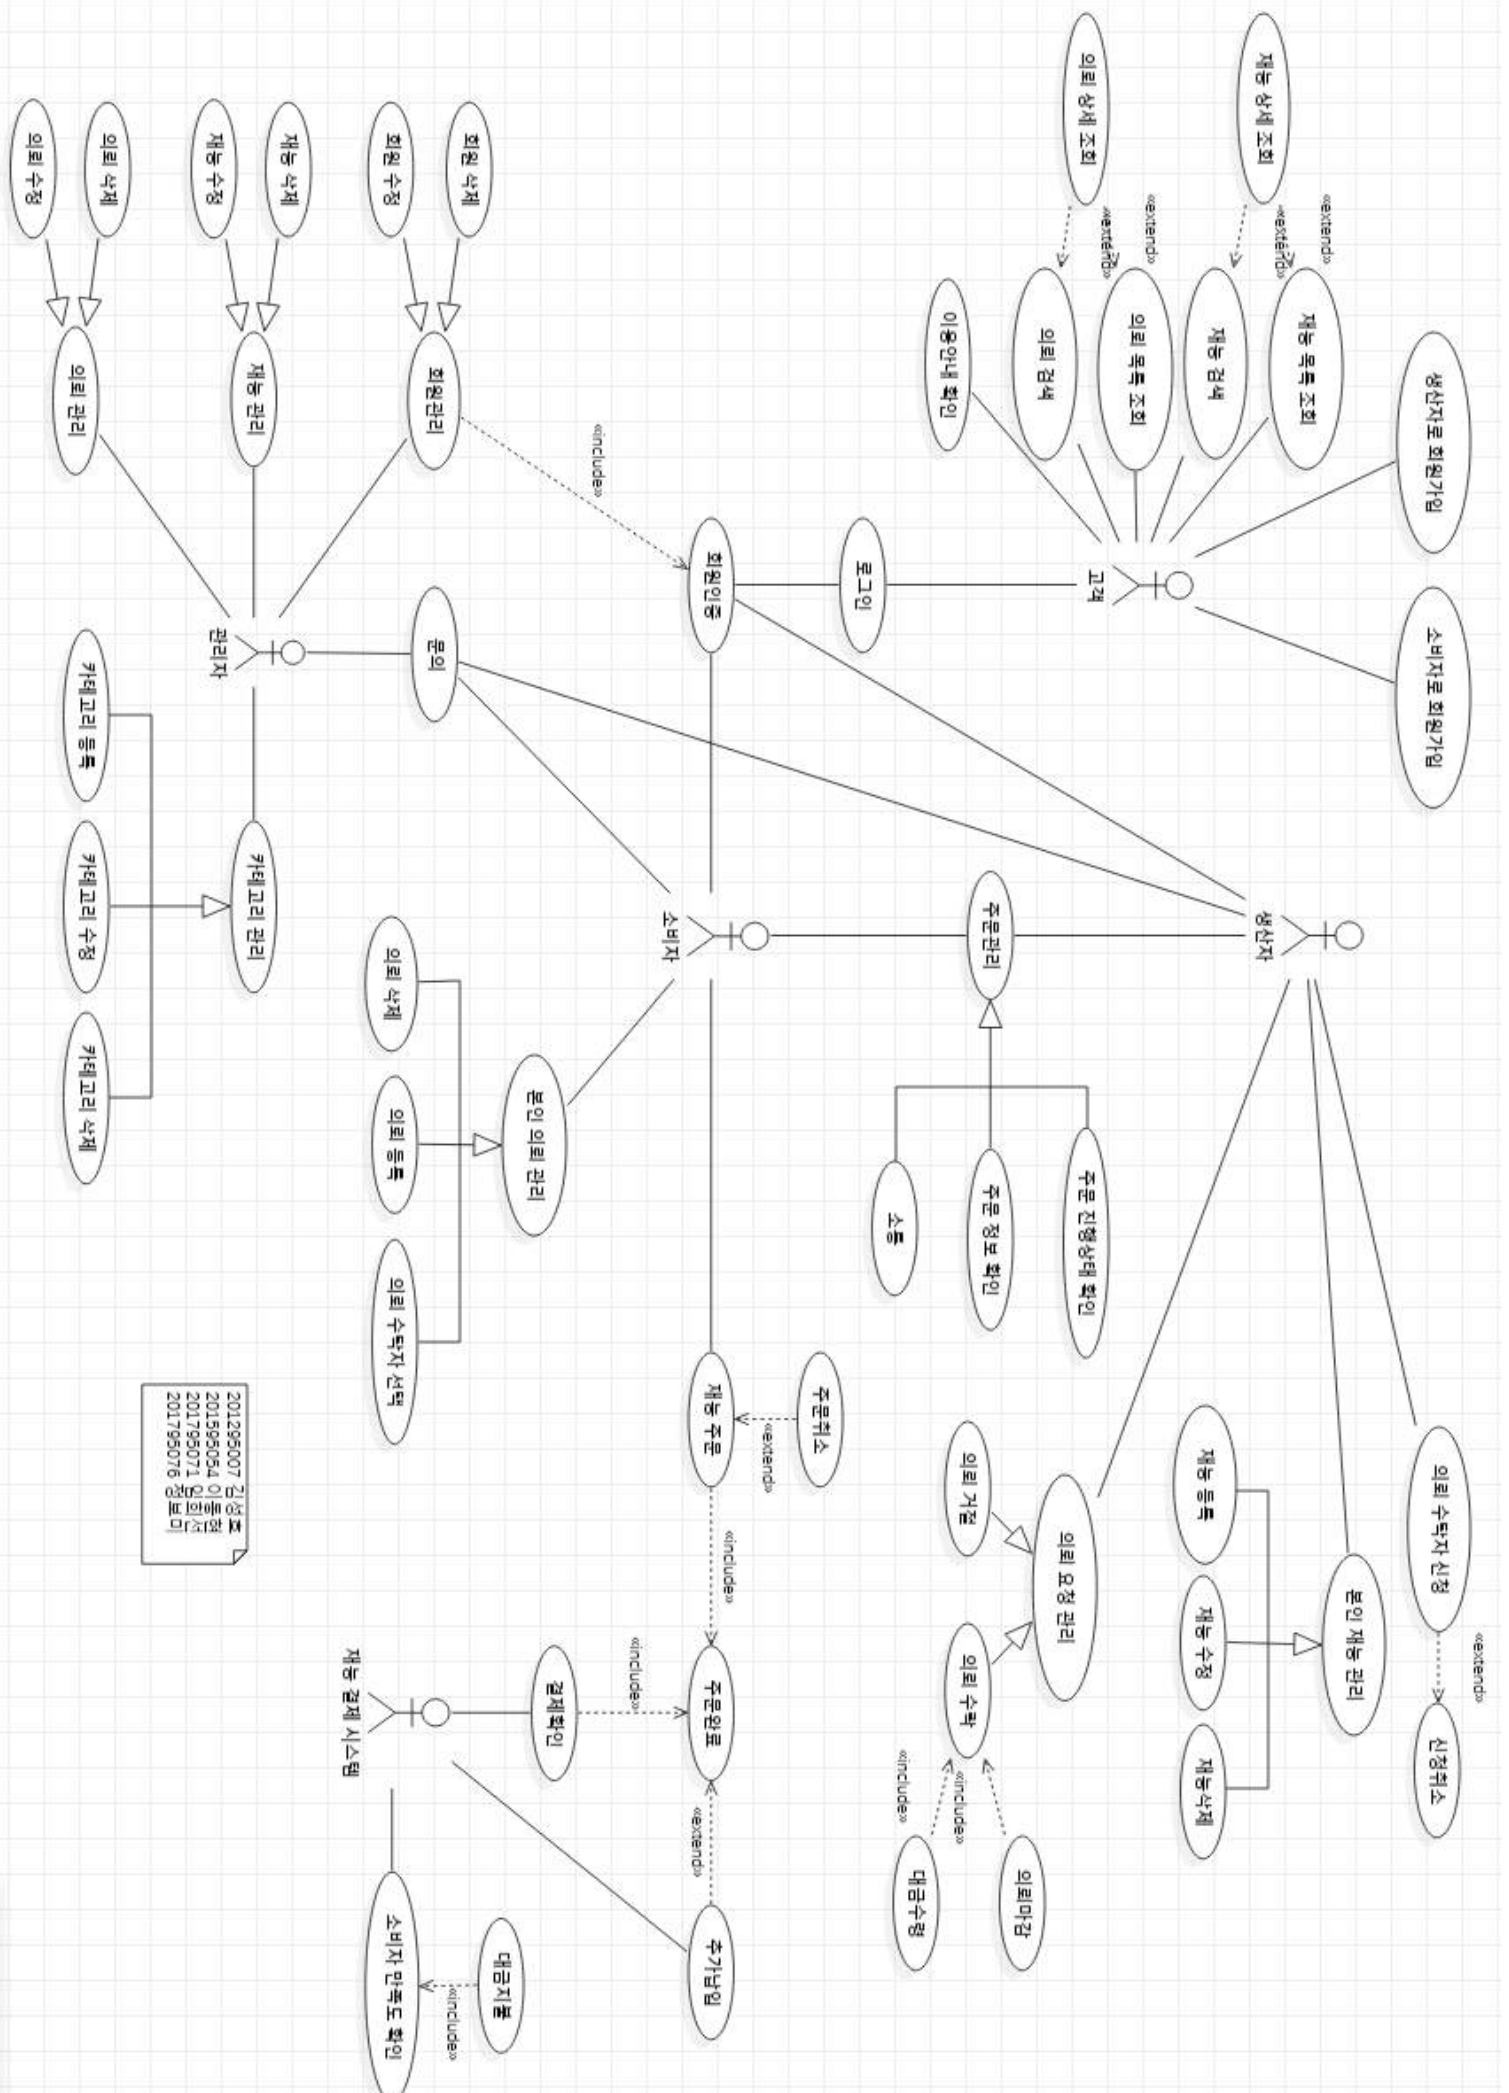 «extend»
생산자로 회원가입
소비자로 회원가입
의뢰 수탁자 신청
신청취소
생산자
본인 재능 관리
«extend»
재능 상세 조회
«extend»
재능 목록 조회
재능 검색
재능 등록
재능 수정
재능삭제
«extend»
의뢰 상세 조회
«extend»
의뢰 목록 조회
의뢰 검색
이용안내 확인
고객
주문 진행상태 확인
의뢰 요청 관리
의뢰마감
주문관리
주문 정보 확인
의뢰 거절
의뢰 수락
«include»
«include»
대금수령
소통
로그인
주문취소
«extend»
회원인증
소비자
재능 주문
«include»
주문완료
«extend»
추가납입
«include»
«include»
결제확인
본인 의뢰 관리
대금지불
«include»
회원 삭제
회원 수정
회원관리
문의
의뢰 삭제
의뢰 등록
의뢰 수탁자 선택
소비자 만족도 확인
재능 결제 시스템
재능 삭제
재능 수정
재능 관리
관리자
카테고리 관리
201295007 김성호
201595054 이동현
201795071 임희선
201795076 정보미
의뢰 삭제
의뢰 수정
의뢰 관리
카테고리 등록
카테고리 수정
카테고리 삭제